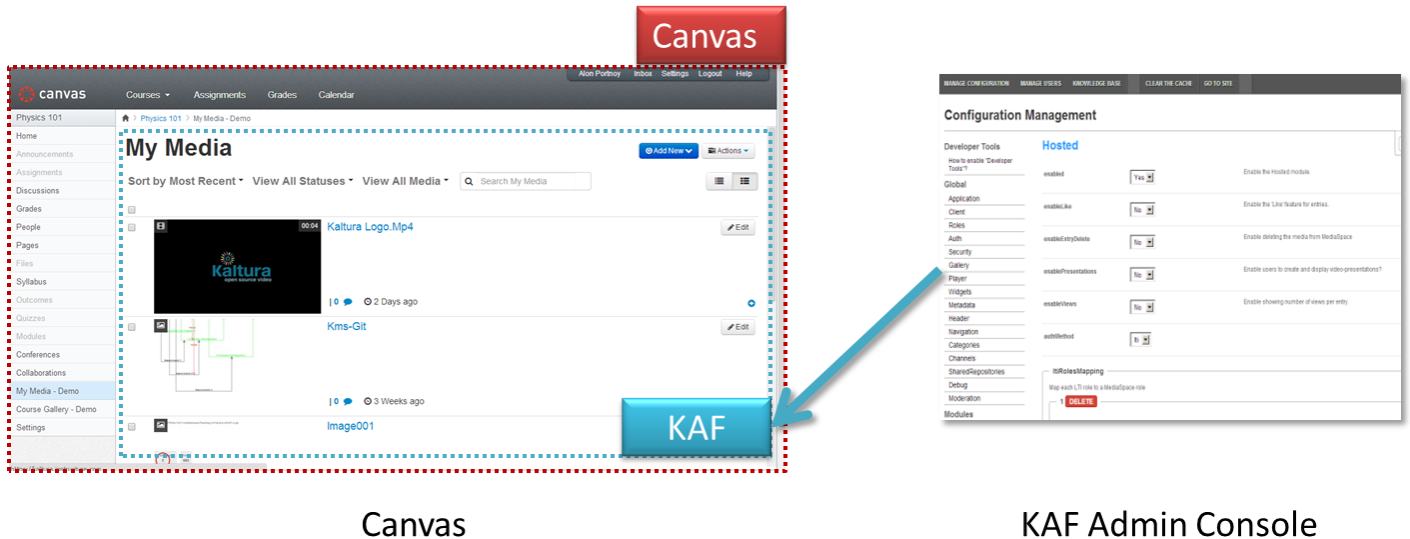 Canvas
Alon Portnoy Inbox Settings Logout Help
canvas
Courses Assignments Grades Calendar
Physics 101
Physics 101 > My Media - Demo
Home
Announcements
Assignments
Discussions
Grades
People
Pages
Files
Syllabus
Outcomes
Quizzes
Modules
Conferences
Collaborations
My Media - Demo
Course Gallery - Demo
Settings
My Media
Add New
Actions
Sort by Most Recent View All Statuses View All Media Search My Media
00:04
Kaltura Logo.Mp4
Edit
Kaltura
open source video
| 0 2 Days ago
Kms-Git
Edit
| 0 3 Weeks ago
Image001
KAF
Canvas
MANAGE CONFIGURATION MANAGE USERS KNOWLEDGE BASE CLEAR THE CACHE GO TO SITE
Configuration Management
Developer Tools
How to enable 'Developer
Tools'?
Global
Application
Client
Roles
Auth
Security
Gallery
Player
Widgets
Metadata
Header
Navigation
Categories
Channels
SharedRepositories
Debug
Moderation
Modules
Hosted
enabled Yes Enable the Hosted module.
enableLike No Enable the 'Like' feature for entries.
enableEntryDelete No Enable deleting the media from MediaSpace
enablePresentations No Enable users to create and display video-presentations?
enableViews No Enable showing number of views per entry.
authMethod lti
ltiRolesMapping
Map each LTI role to a MediaSpace role
1 DELETE
KAF Admin Console